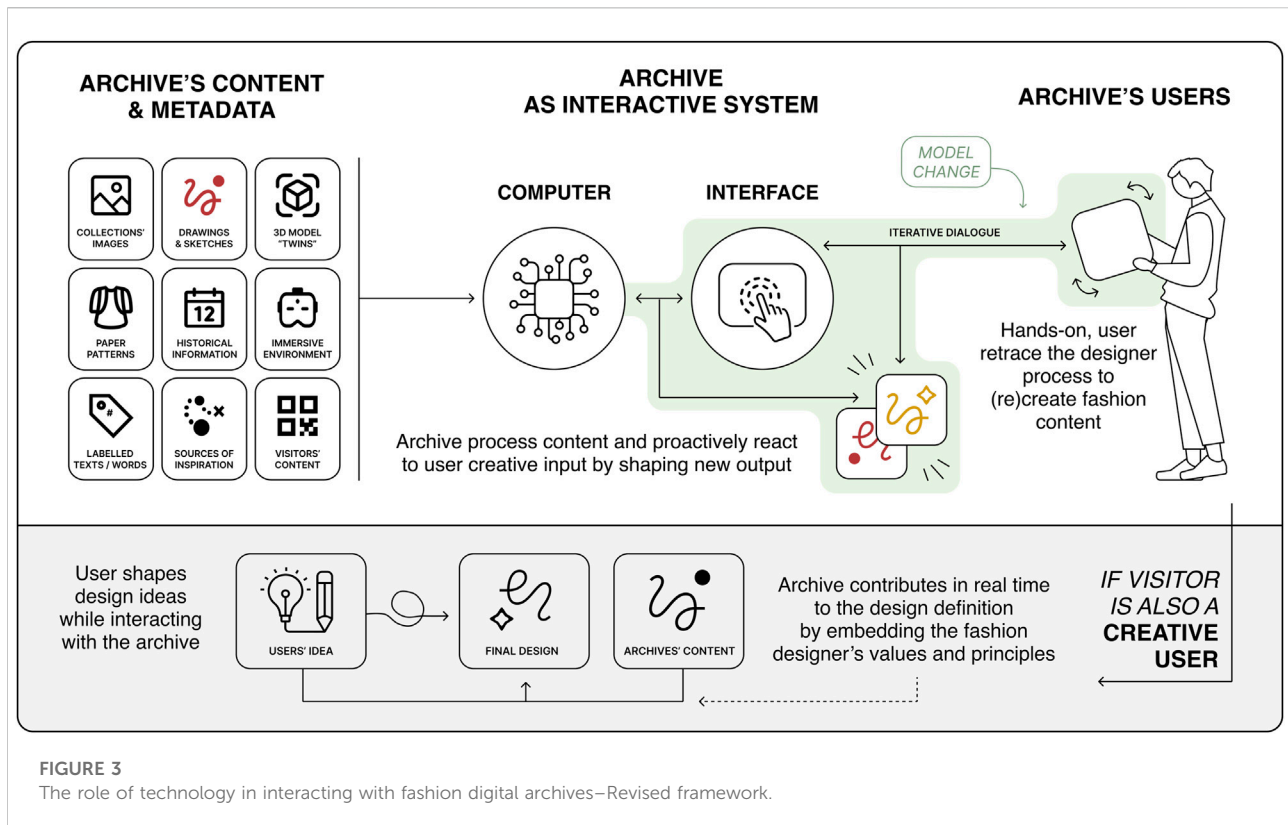 ARCHIVE'S CONTENT
& METADATA
COLLECTIONS'
IMAGES
DRAWINGS
& SKETCHES
3D MODEL
"TWINS"
PAPER
PATTERNS
12
HISTORICAL
INFORMATION
IMMERSIVE
ENVIRONMENT
#
LABELLED
TEXTS / WORDS
SOURCES OF
INSPIRATION
VISITORS'
CONTENT
ARCHIVE
AS INTERACTIVE SYSTEM
COMPUTER
INTERFACE
Archive process content and proactively react
to user creative input by shaping new output
MODEL
CHANGE
ITERATIVE DIALOGUE
ARCHIVE'S USERS
Hands-on, user
retrace the designer
process to
(re)create fashion
content
User shapes
design ideas
while interacting
with the archive
USERS' IDEA
FINAL DESIGN
ARCHIVES' CONTENT
Archive contributes in real time
to the design definition
by embedding the fashion
designer's values and principles
IF VISITOR
IS ALSO A
CREATIVE
USER
FIGURE 3
The role of technology in interacting with fashion digital archives–Revised framework.